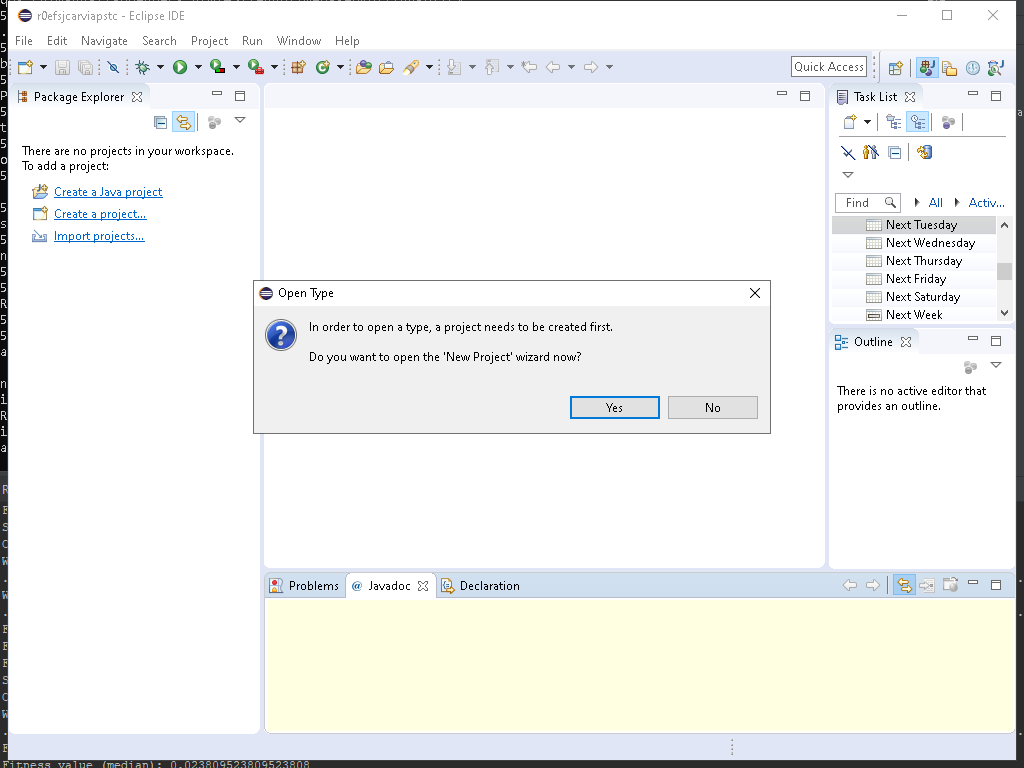 r0efsjcarviapstc - Eclipse IDE
File Edit Navigate Search Project Run Window Help
Quick Access
Package Explorer
There are no projects in your workspace.
To add a project:
Create a Java project
Create a project...
Import projects...
Task List
Find All Activ...
Next Tuesday
Next Wednesday
Next Thursday
Next Friday
Next Saturday
Next Week
Outline
There is no active editor that
provides an outline.
Open Type
In order to open a type, a project needs to be created first.
Do you want to open the 'New Project' wizard now?
Yes No
Problems @ Javadoc Declaration
Fitness value (median): 0.023809523809523808